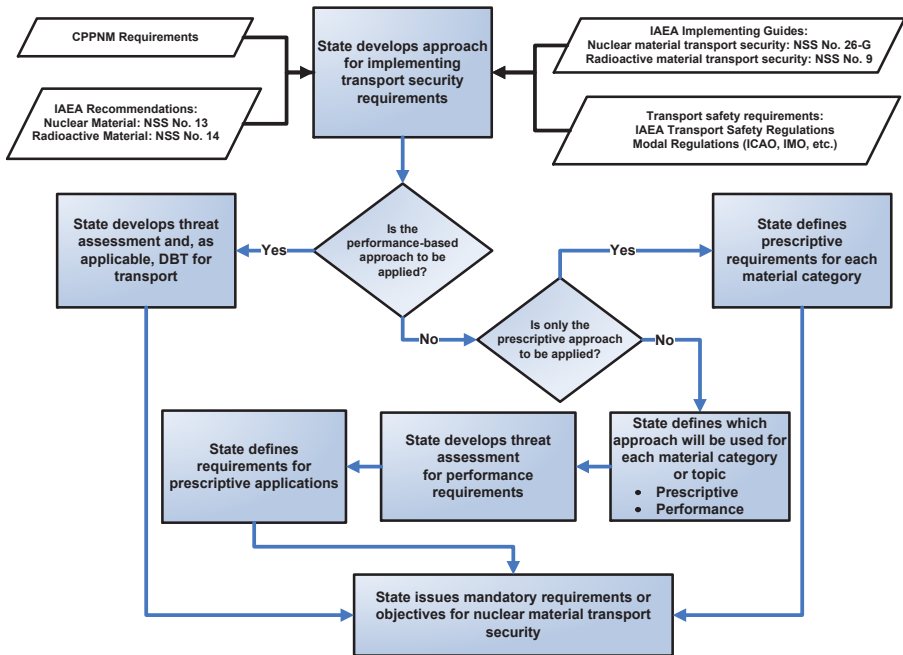 CPPNM Requirements
State develops approach
for implementing
transport security
requirements
IAEA Implementing Guides:
Nuclear material transport security: NSS No. 26-G
Radioactive material transport security: NSS No. 9
IAEA Recommendations:
Nuclear Material: NSS No. 13
Radioactive Material: NSS No. 14
Transport safety requirements:
IAEA Transport Safety Regulations
Modal Regulations (ICAO, IMO, etc.)
State develops threat
assessment and, as
applicable, DBT for
transport
Yes
Is the
performance-based
approach to be
applied?
No
Is only the
prescriptive approach
to be applied?
Yes
No
State defines
prescriptive
requirements for each
material category
State defines which
approach will be used for
each material category
or topic
• Prescriptive
• Performance
State develops threat
assessment
for performance
requirements
State defines
requirements for
prescriptive applications
State issues mandatory requirements or
objectives for nuclear material transport
security